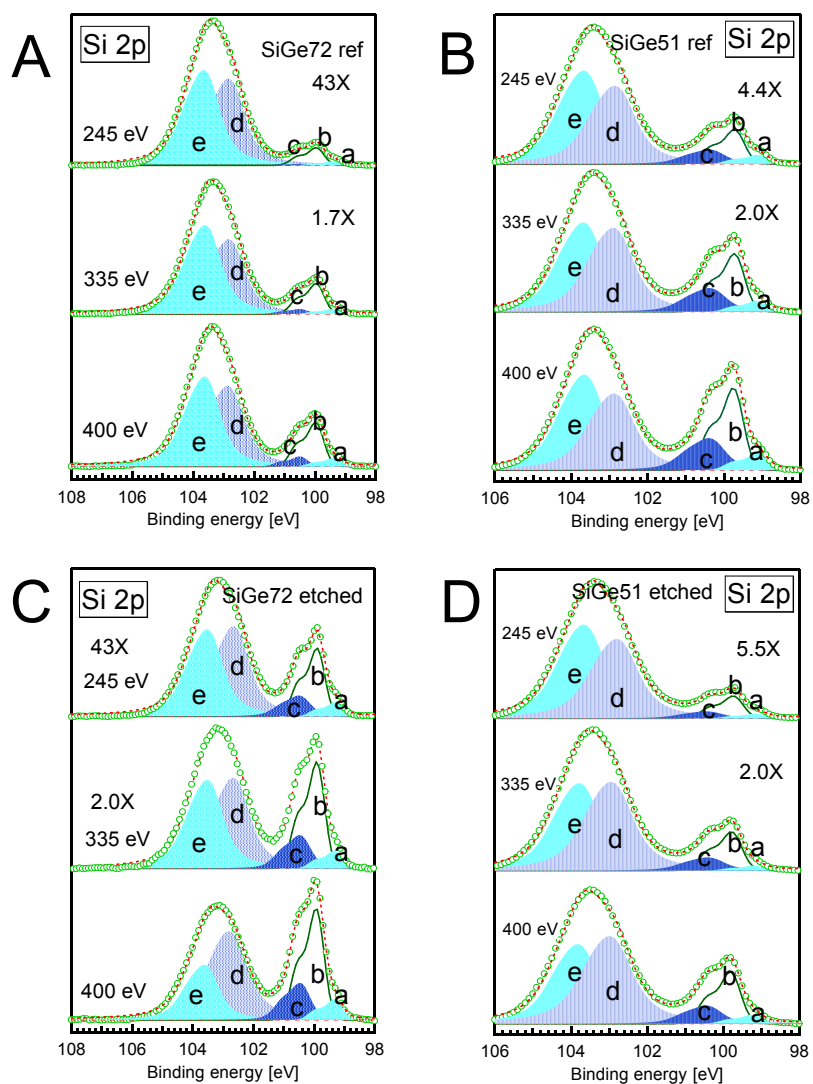 A
Si 2p
SiGe72 ref
43X
245 eV
e
d
c
b
a
1.7X
335 eV
e
d
c
b
a
400 eV
e
d
c
b
a
108 106 104 102 100 98
Binding energy [eV]
B
SiGe51 ref
Si 2p
245 eV
4.4X
e
d
c
b
a
335 eV
2.0X
e
d
c
b
a
400 eV
e
d
c
b
a
106 104 102 100 98
Binding energy [eV]
C
Si 2p
SiGe72 etched
43X
245 eV
e
d
c
b
a
2.0X
335 eV
e
d
c
b
a
400 eV
e
d
c
b
a
108 106 104 102 100 98
Binding energy [eV]
D
SiGe51 etched
Si 2p
245 eV
5.5X
e
d
c
b
a
335 eV
2.0X
e
d
c
b
a
400 eV
e
d
c
b
a
106 104 102 100 98
Binding energy [eV]